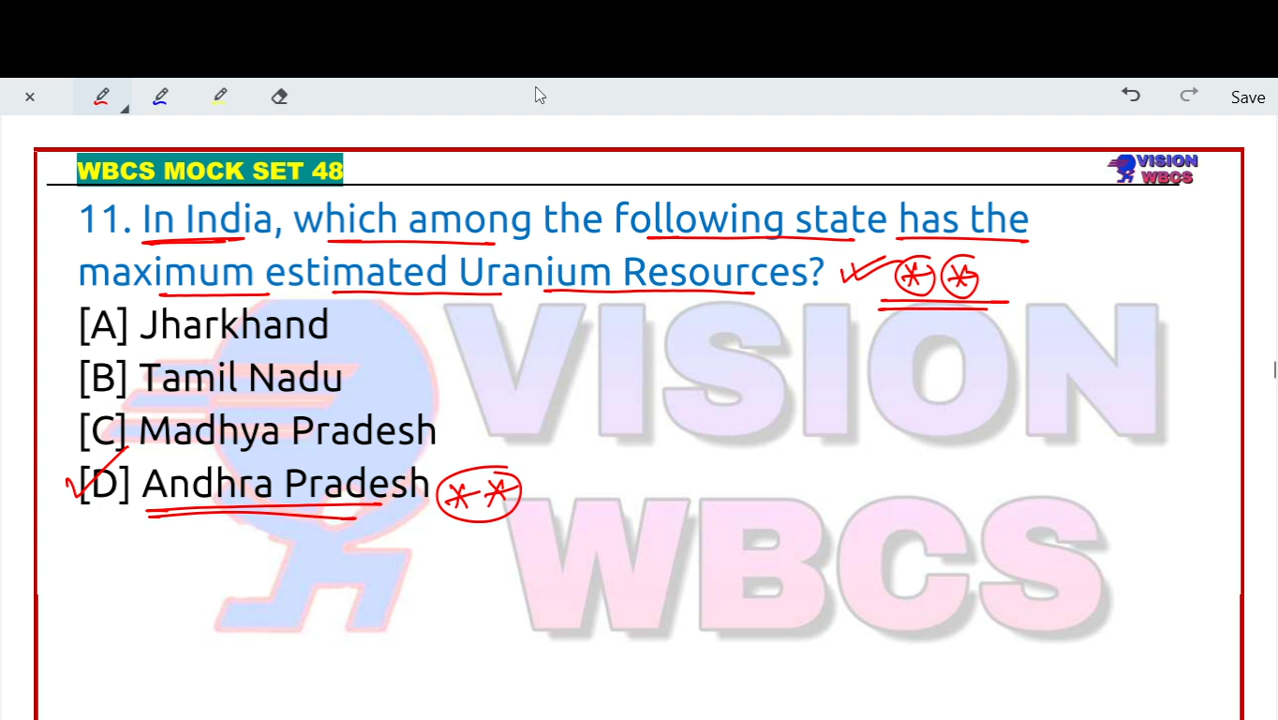 Save
WBCS MOCK SET 48
VISION
WBCS
11. In India, which among the following state has the
maximum estimated Uranium Resources?
[A] Jharkhand
[B] Tamil Nadu
[C] Madhya Pradesh
[D] Andhra Pradesh
VISION
WBCS